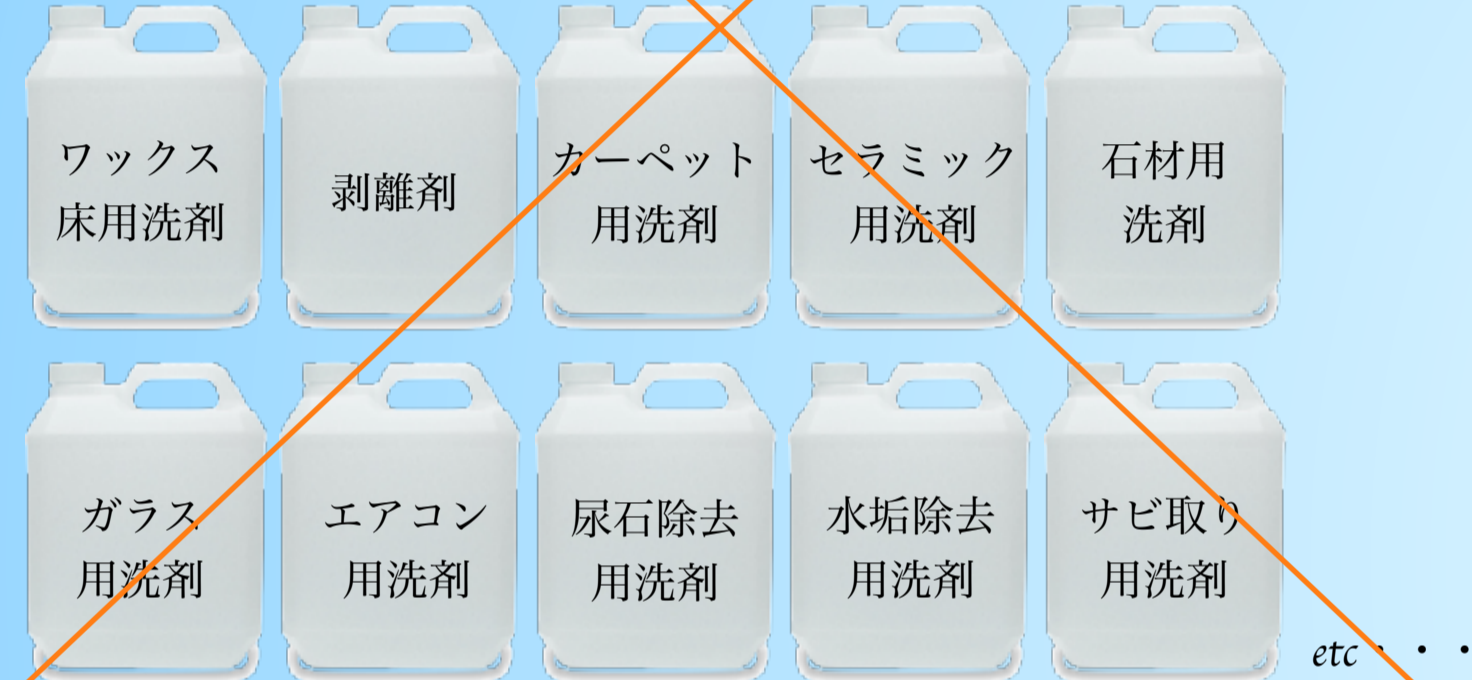 ワックス
床用洗剤
剥離剤
カーペット
用洗剤
セラミック
用洗剤
石材用
洗剤
ガラス
用洗剤
エアコン
用洗剤
尿石除去
用洗剤
水垢除去
用洗剤
サビ取り
用洗剤
etc・・・